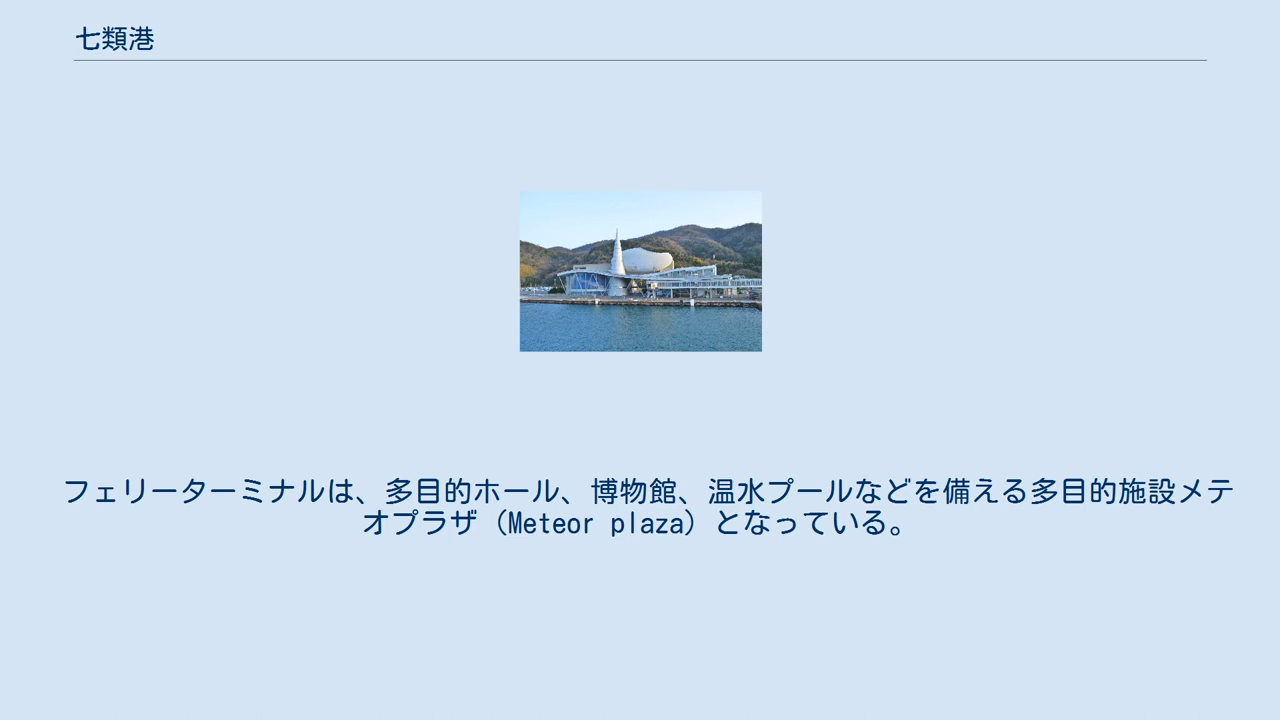 七類港
フェリーターミナルは、多目的ホール、博物館、温水プールなどを備える多目的施設メテ
オプラザ（Meteor plaza）となっている。